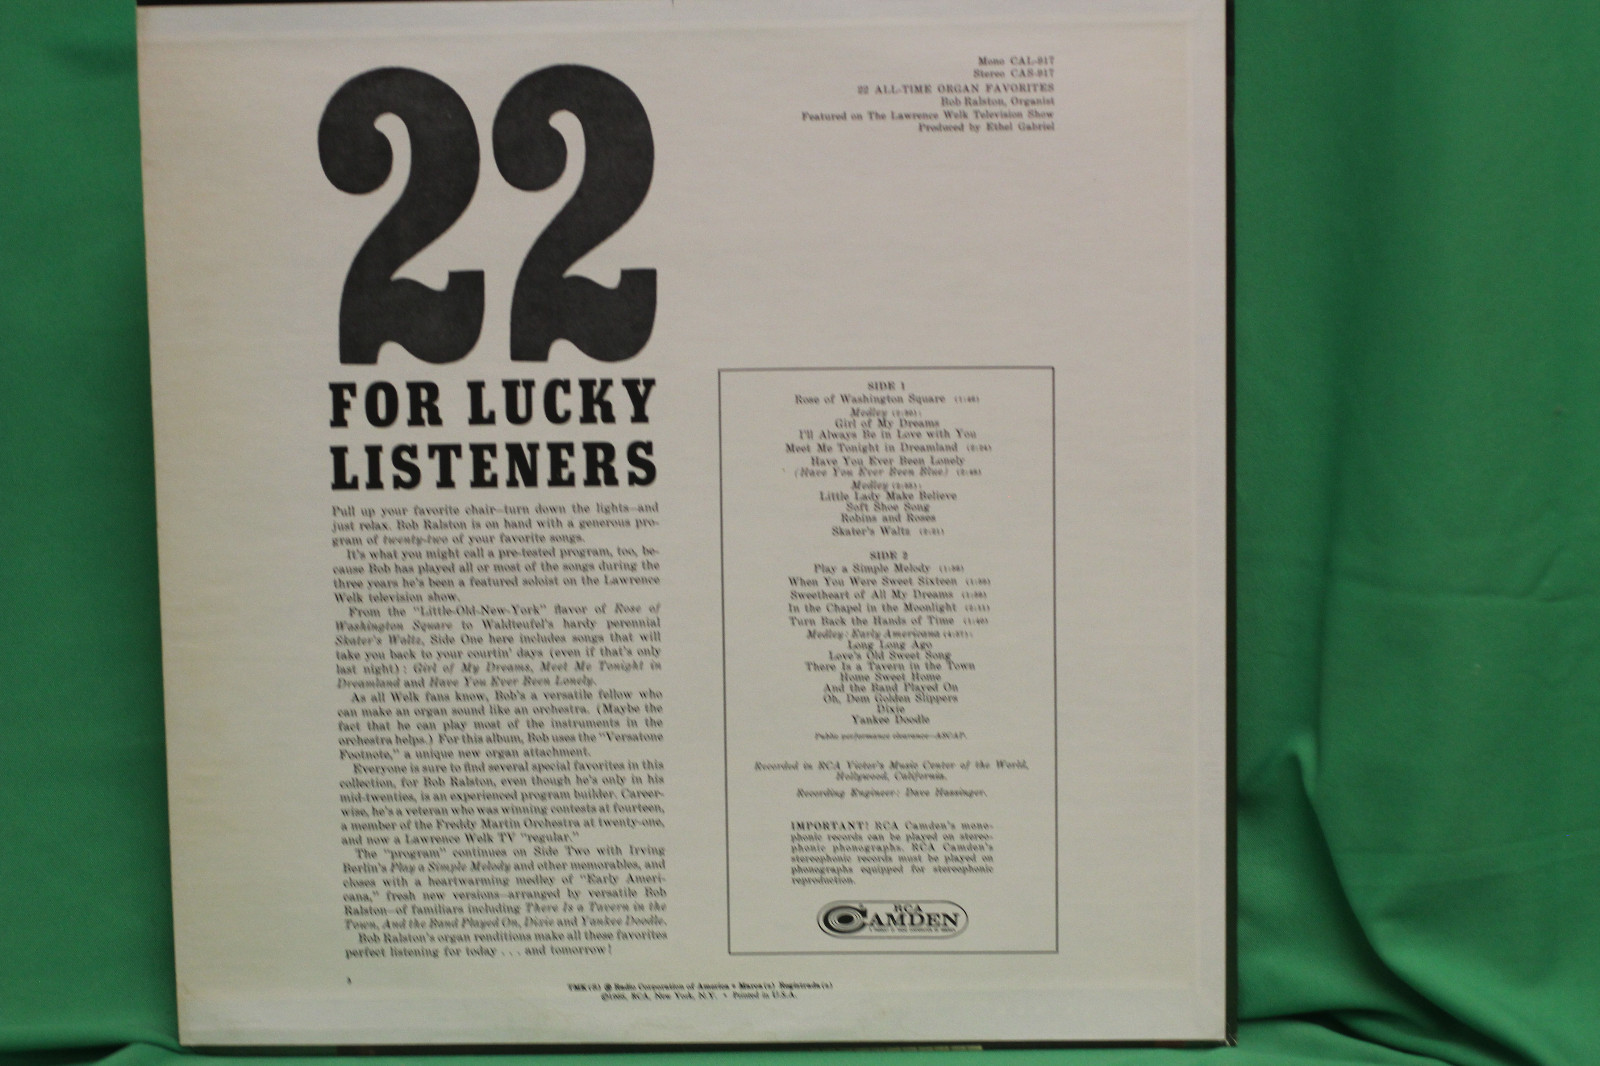 22
FOR LUCKY
LISTENERS
Pull up your favorite chair—turn down the lights—and
just relax. Bob Ralston is on hand with a generous pro-
gram of twenty-two of your favorite songs.
It's what you might call a pre-tested program, too, be-
cause Bob has played all or most of the songs during the
three years he's been a featured soloist on the Lawrence
Welk television show.
From the "Little-Old-New-York" flavor of Rose of
Washington Square to Waldteufel's hardy perennial
Skater's Waltz, Side One here includes songs that will
take you back to your courtin' days (even if that's only
last night): Girl of My Dreams, Meet Me Tonight in
Dreamland and Have You Ever Been Lonely.
As all Welk fans know, Bob's a versatile fellow who
can make an organ sound like an orchestra. (Maybe the
fact that he can play most of the instruments in the
orchestra helps.) For this album, Bob uses the "Versatone
Footnote," a unique new organ attachment.
Everyone is sure to find several special favorites in this
collection, for Bob Ralston, even though he's only in his
mid-twenties, is an experienced program builder. Career-
wise, he's a veteran who was winning contests at fourteen,
a member of the Freddy Martin Orchestra at twenty-one,
and now a Lawrence Welk TV "regular."
The "program" continues on Side Two with Irving
Berlin's Play a Simple Melody and other memorables, and
closes with a heartwarming medley of "Early Ameri-
cana," fresh new versions—arranged by versatile Bob
Ralston—of familiars including There Is a Tavern in the
Town, And the Band Played On, Dixie and Yankee Doodle.
Bob Ralston's organ renditions make all these favorites
perfect listening for today . . . and tomorrow!
Mono CAL-917
Stereo CAS-917
22 ALL-TIME ORGAN FAVORITES
Bob Ralston, Organist
Featured on The Lawrence Welk Television Show
Produced by Ethel Gabriel
SIDE 1
Rose of Washington Square
Medley
Girl of My Dreams
I'll Always Be in Love with You
Meet Me Tonight in Dreamland
Have You Ever Been Lonely
(Have You Ever Been Blue)
Medley
Little Lady Make Believe
Soft Shoe Song
Robins and Roses
Skater's Waltz
SIDE 2
Play a Simple Melody
When You Were Sweet Sixteen
Sweetheart of All My Dreams
In the Chapel in the Moonlight
Turn Back the Hands of Time
Medley: Early Americana
Long Long Ago
Love's Old Sweet Song
There Is a Tavern in the Town
Home Sweet Home
And the Band Played On
Oh, Dem Golden Slippers
Dixie
Yankee Doodle
Public performance clearance—ASCAP.
Recorded in RCA Victor's Music Center of the World,
Hollywood, California.
Recording Engineer: Dave Hassinger.
IMPORTANT! RCA Camden's mono-
phonic records can be played on stereo-
phonic phonographs. RCA Camden's
stereophonic records must be played on
phonographs equipped for stereophonic
reproduction.
RCA
CAMDEN
TMK(s) ® Radio Corporation of America • Marca(s) Registrada(s)
RCA, New York, N.Y. • Printed in U.S.A.